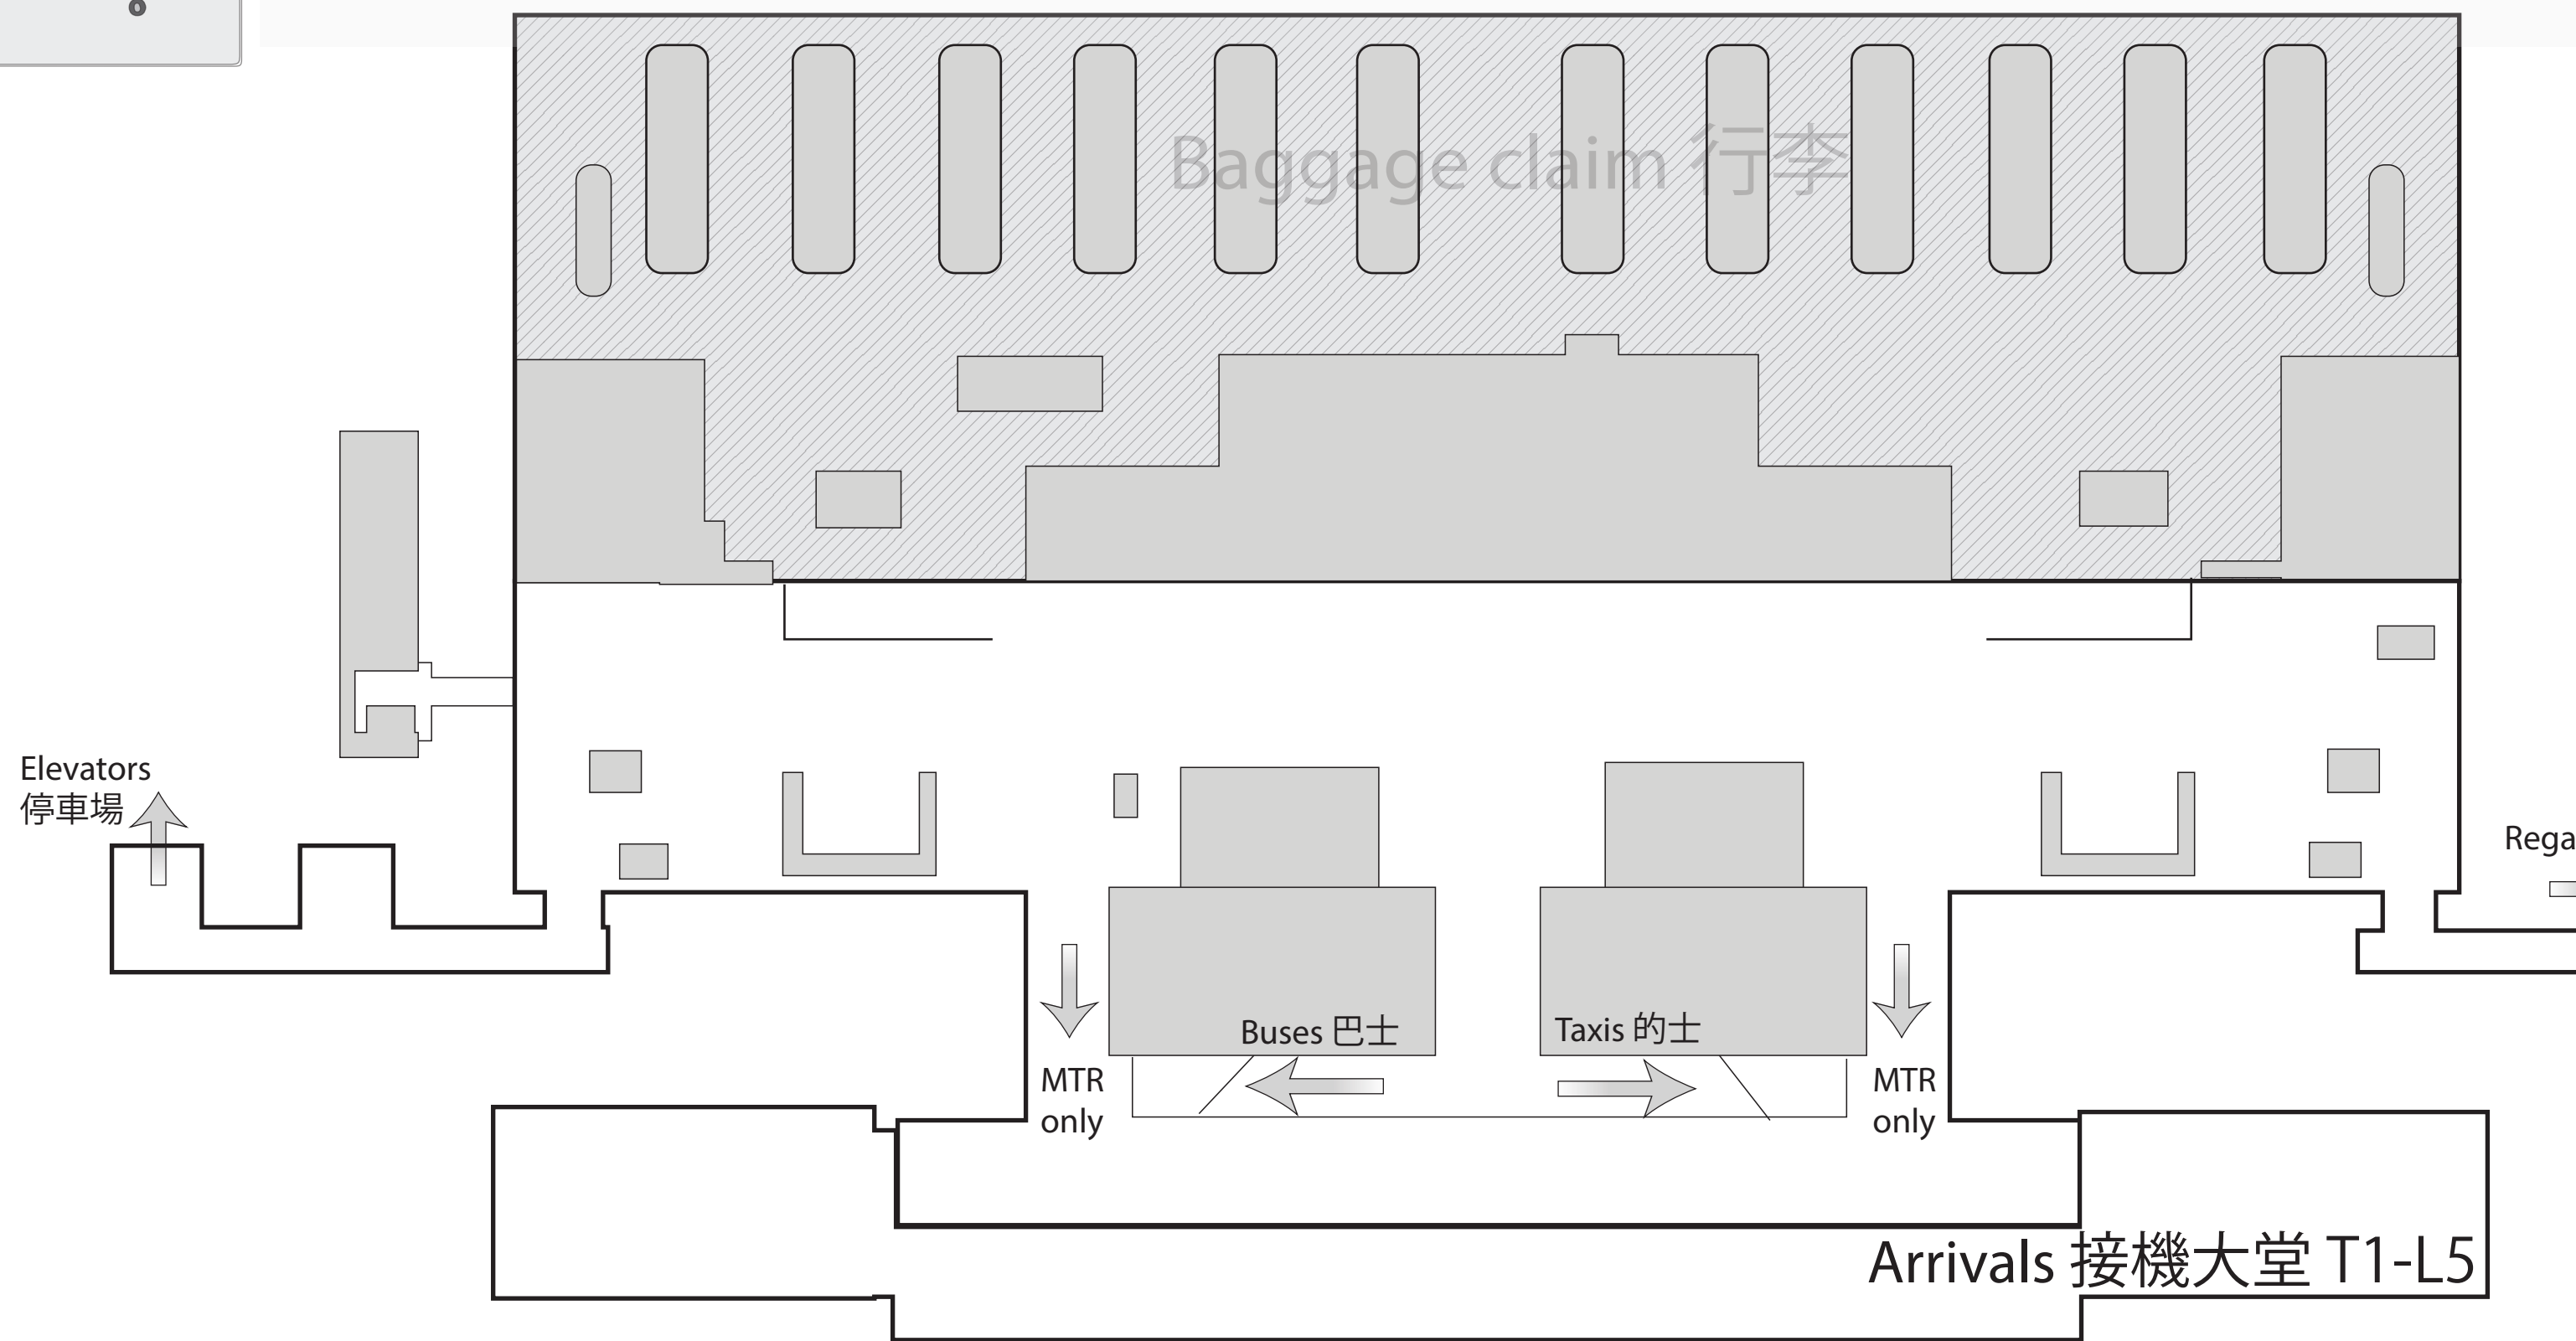 Baggage claim 行李
Elevators
停車場
Rega
Buses 巴士
Taxis 的士
MTR
only
MTR
only
Arrivals 接機大堂 T1-L5